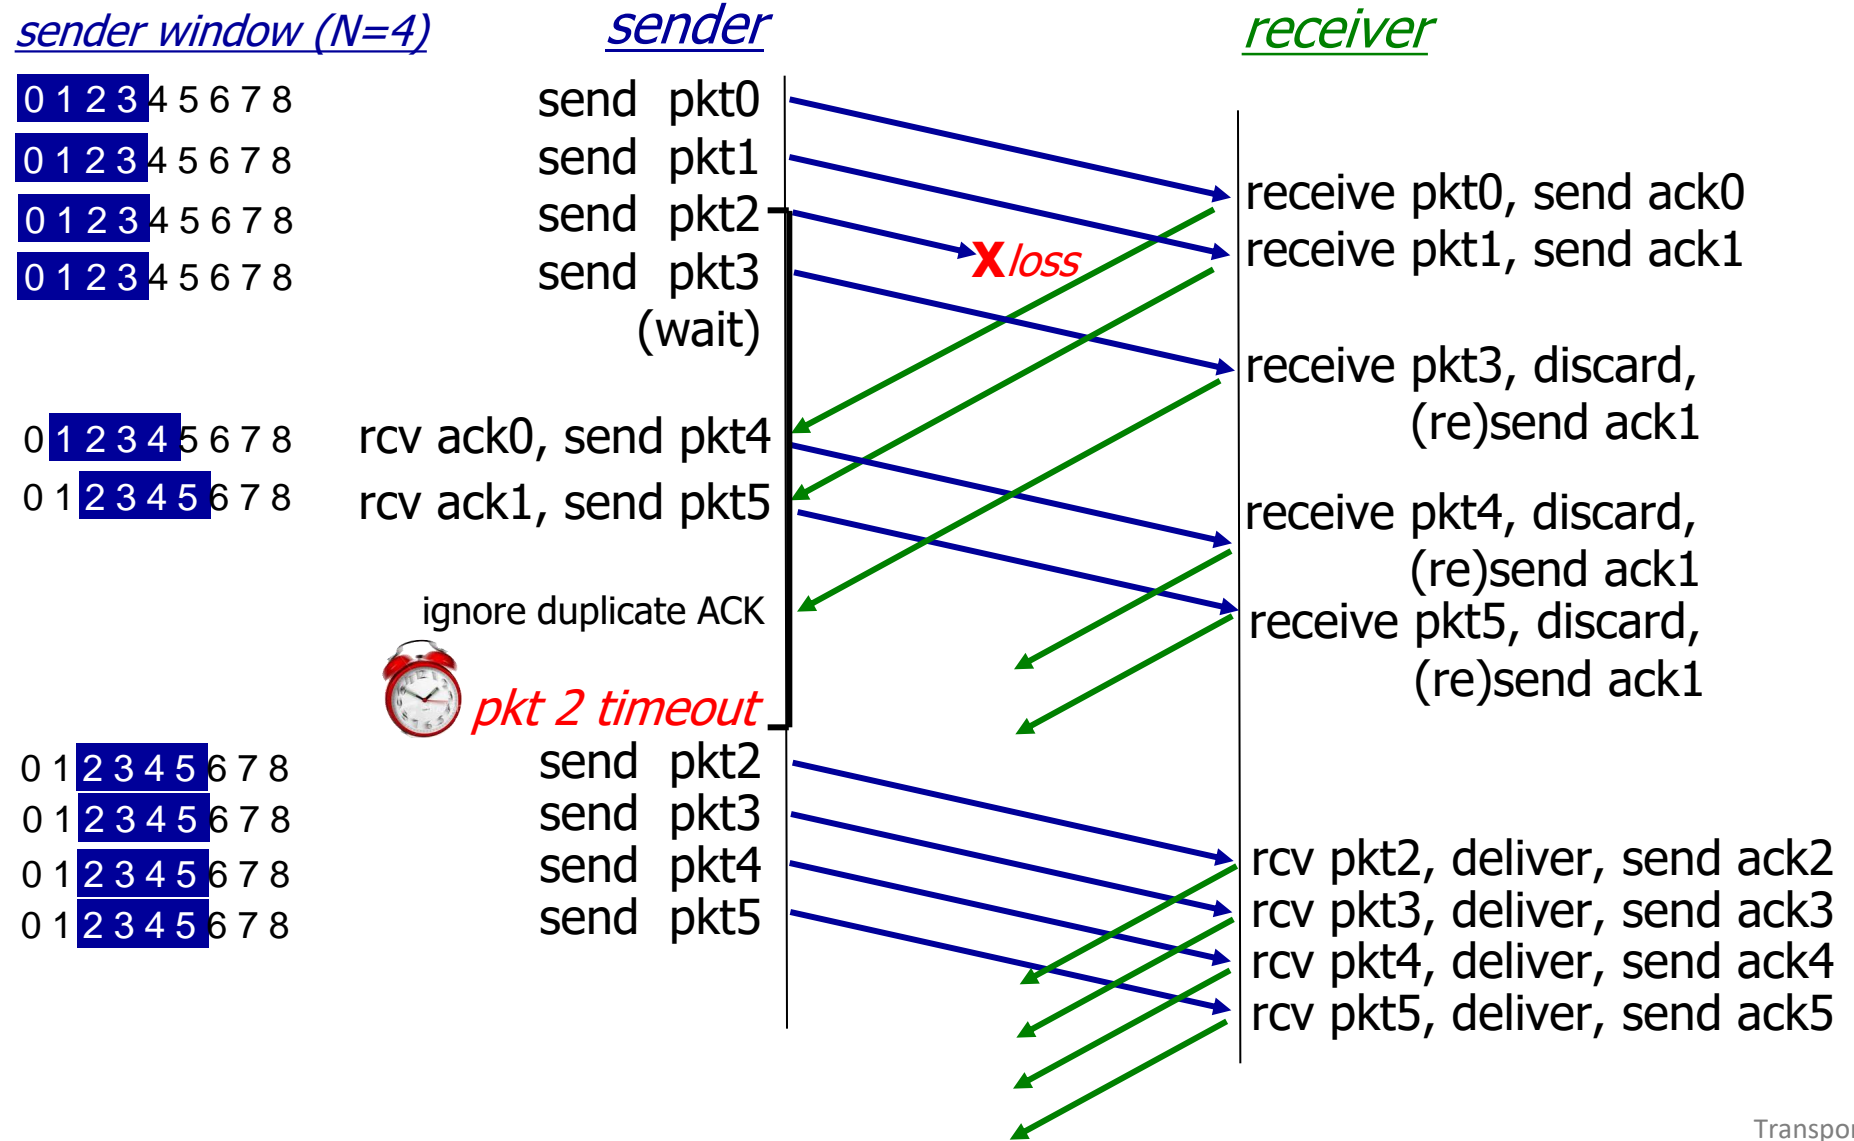 sender window (N=4)
sender
receiver
0 1 2 3 4 5 6 7 8
send pkt0
0 1 2 3 4 5 6 7 8
send pkt1
receive pkt0, send ack0
0 1 2 3 4 5 6 7 8
send pkt2
X loss
receive pkt1, send ack1
0 1 2 3 4 5 6 7 8
send pkt3
(wait)
receive pkt3, discard,
(re)send ack1
0 1 2 3 4 5 6 7 8
rcv ack0, send pkt4
0 1 2 3 4 5 6 7 8
rcv ack1, send pkt5
receive pkt4, discard,
(re)send ack1
ignore duplicate ACK
receive pkt5, discard,
(re)send ack1
pkt 2 timeout
0 1 2 3 4 5 6 7 8
send pkt2
0 1 2 3 4 5 6 7 8
send pkt3
0 1 2 3 4 5 6 7 8
send pkt4
rcv pkt2, deliver, send ack2
0 1 2 3 4 5 6 7 8
send pkt5
rcv pkt3, deliver, send ack3
rcv pkt4, deliver, send ack4
rcv pkt5, deliver, send ack5